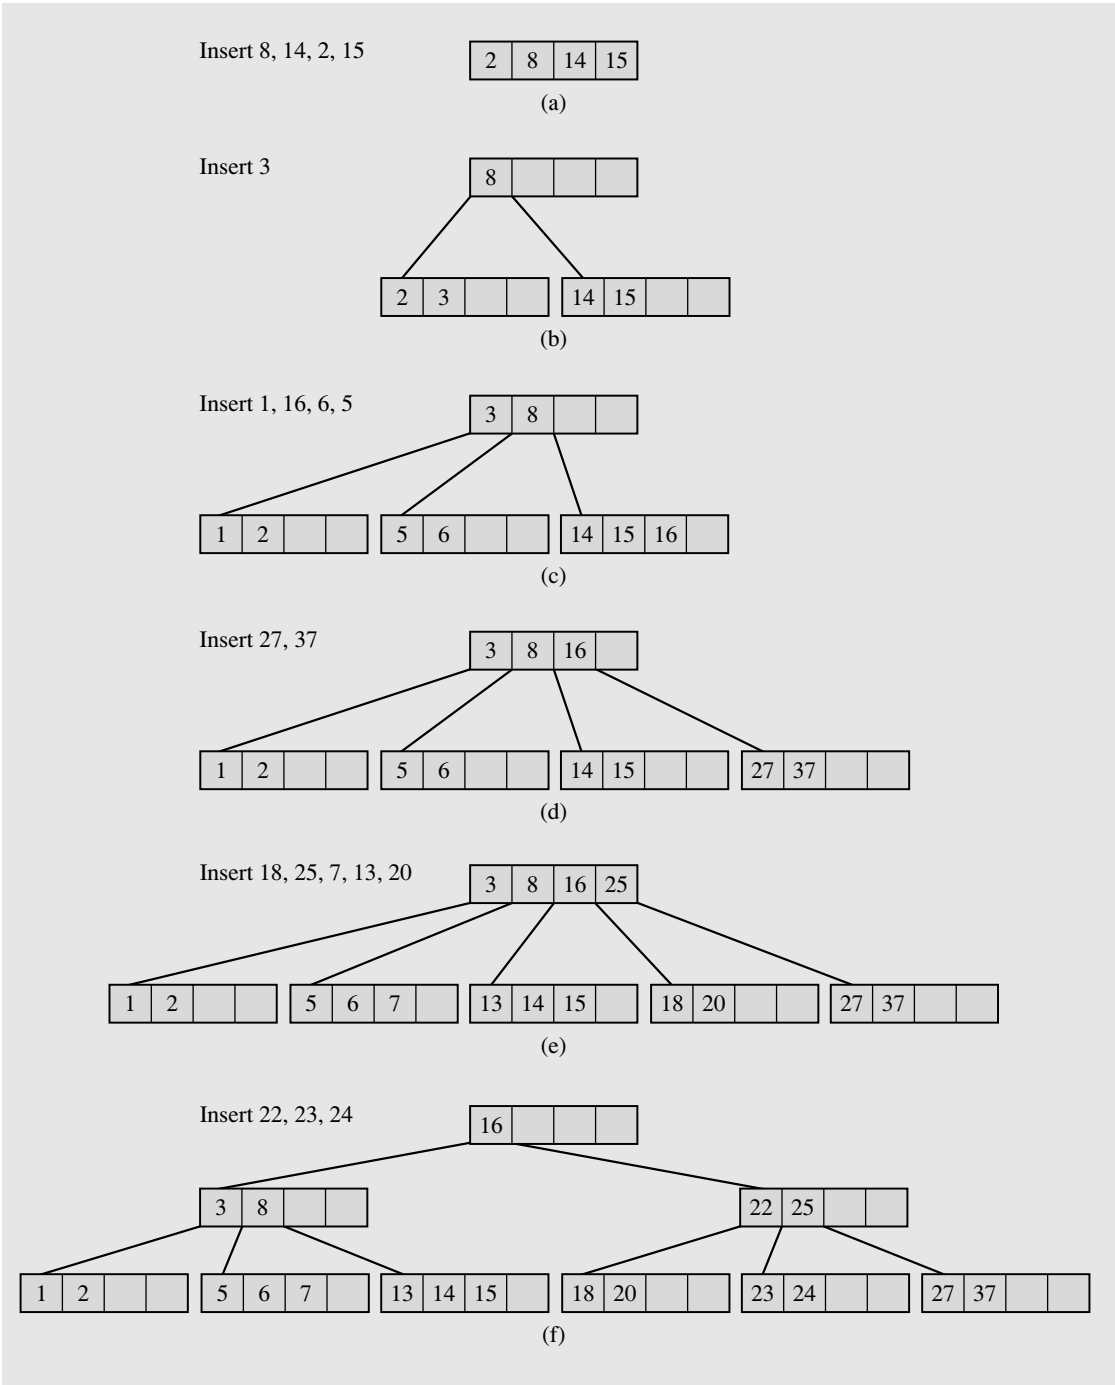 Insert 8, 14, 2, 15
2 8 14 15
(a)
Insert 3
8
2 3 14 15
(b)
Insert 1, 16, 6, 5
3 8
1 2 5 6 14 15 16
(c)
Insert 27, 37
3 8 16
1 2 5 6 14 15 27 37
(d)
Insert 18, 25, 7, 13, 20
3 8 16 25
1 2 5 6 7 13 14 15 18 20 27 37
(e)
Insert 22, 23, 24
16
3 8 22 25
1 2 5 6 7 13 14 15 18 20 23 24 27 37
(f)